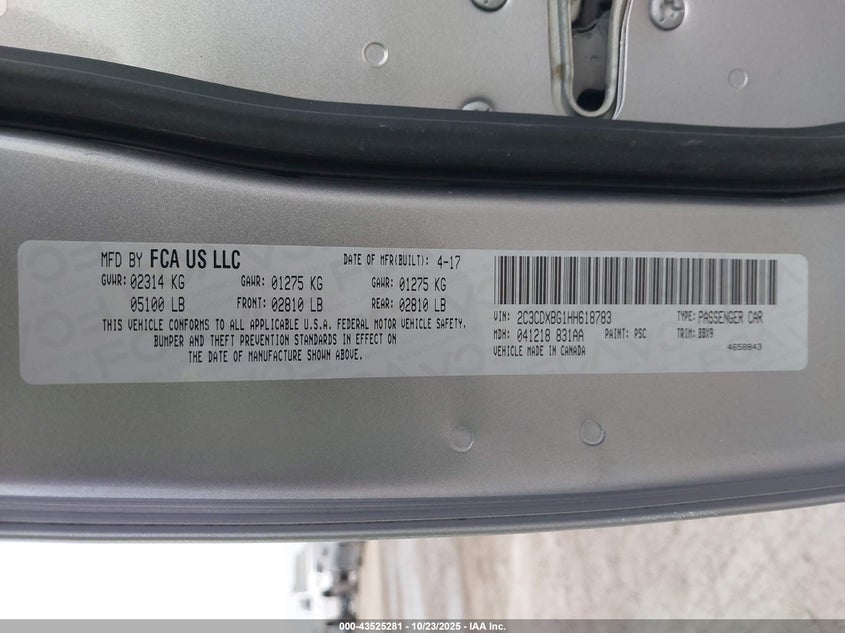 MFD BY FCA US LLC DATE OF MFR(BUILT): 4-17
GVWR: 02314 KG GAWR: 01275 KG GAWR: 01275 KG
05100 LB FRONT: 02810 LB REAR: 02810 LB
THIS VEHICLE CONFORMS TO ALL APPLICABLE U.S.A. FEDERAL MOTOR VEHICLE SAFETY,
BUMPER AND THEFT PREVENTION STANDARDS IN EFFECT ON
THE DATE OF MANUFACTURE SHOWN ABOVE.
VIN: 2C3CDXBG1HH618783 TYPE: PASSENGER CAR
MDH: 041218 831AA PAINT: PSC TRIM: BBX9
VEHICLE MADE IN CANADA 4658843
000-43525281 - 10/23/2025 - IAA Inc.